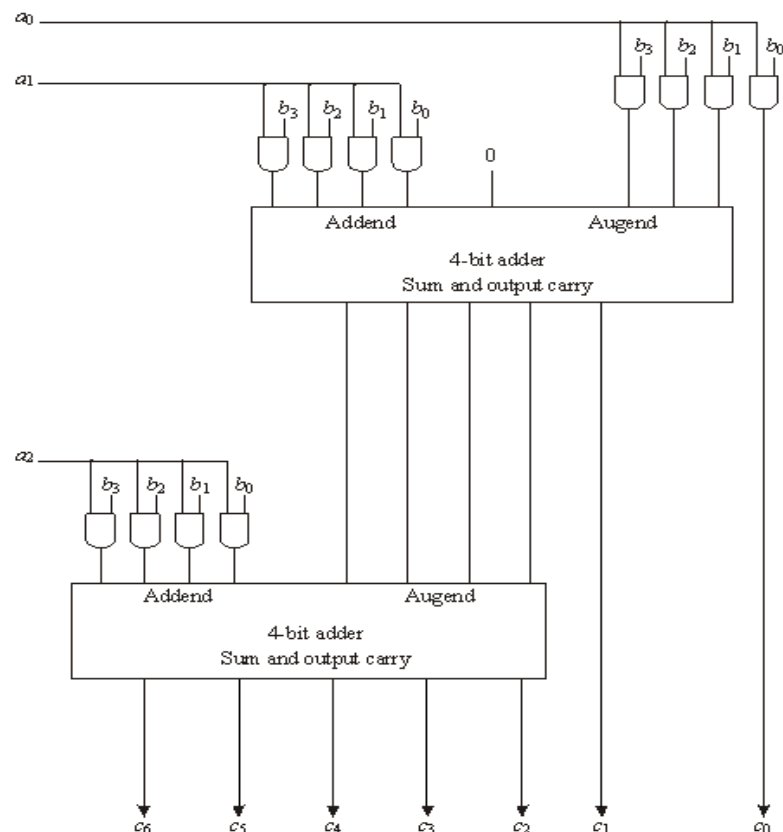 a₀
b₃ b₂ b₁ b₀
a₁
b₃ b₂ b₁ b₀
0
Addend Augend
4-bit adder
Sum and output carry
a₂
b₃ b₂ b₁ b₀
Addend Augend
4-bit adder
Sum and output carry
c₆ c₅ c₄ c₃ c₂ c₁ c₀